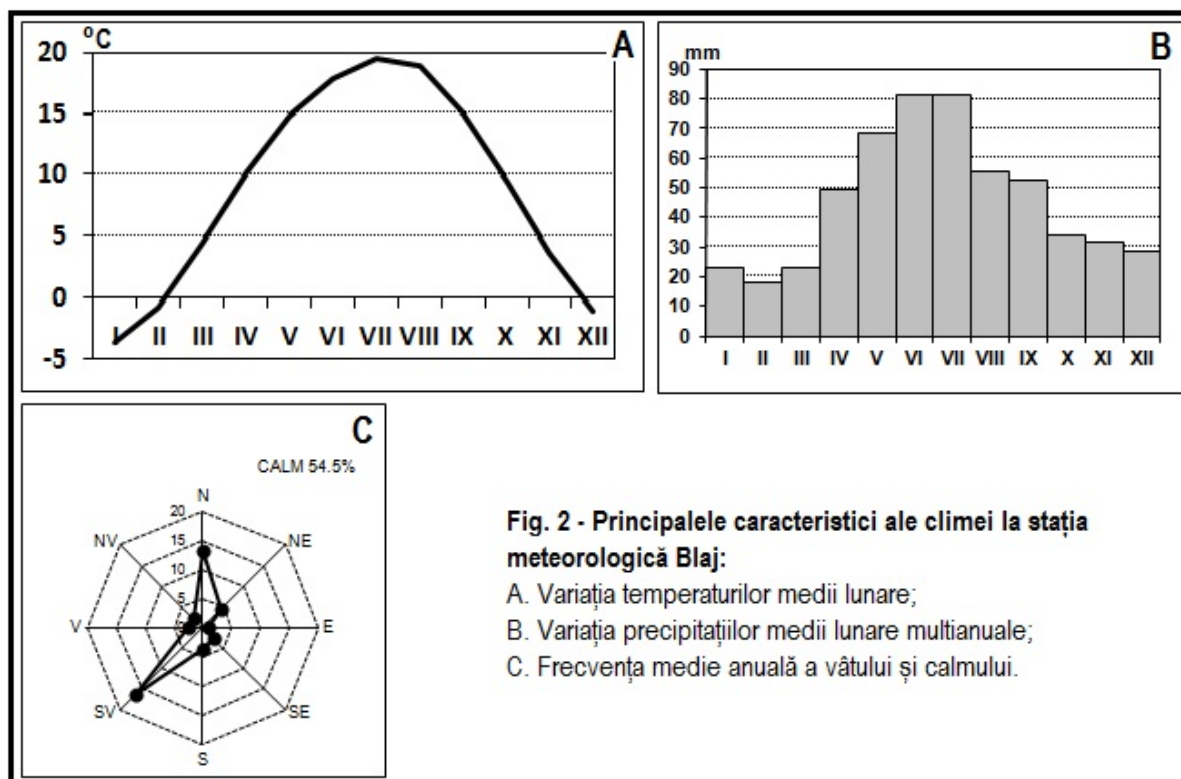 °C
A
20
15
10
5
0
-5
I II III IV V VI VII VIII IX X XI XII
B
mm
90
80
70
60
50
40
30
20
10
0
I II III IV V VI VII VIII IX X XI XII
C
CALM 54.5%
N
20
NV
NE
15
10
5
V
E
SV
SE
S
Fig. 2 - Principalele caracteristici ale climei la stația
meteorologică Blaj:
A. Variația temperaturilor medii lunare;
B. Variația precipitațiilor medii lunare multianuale;
C. Frecvența medie anuală a vâtului și calmului.